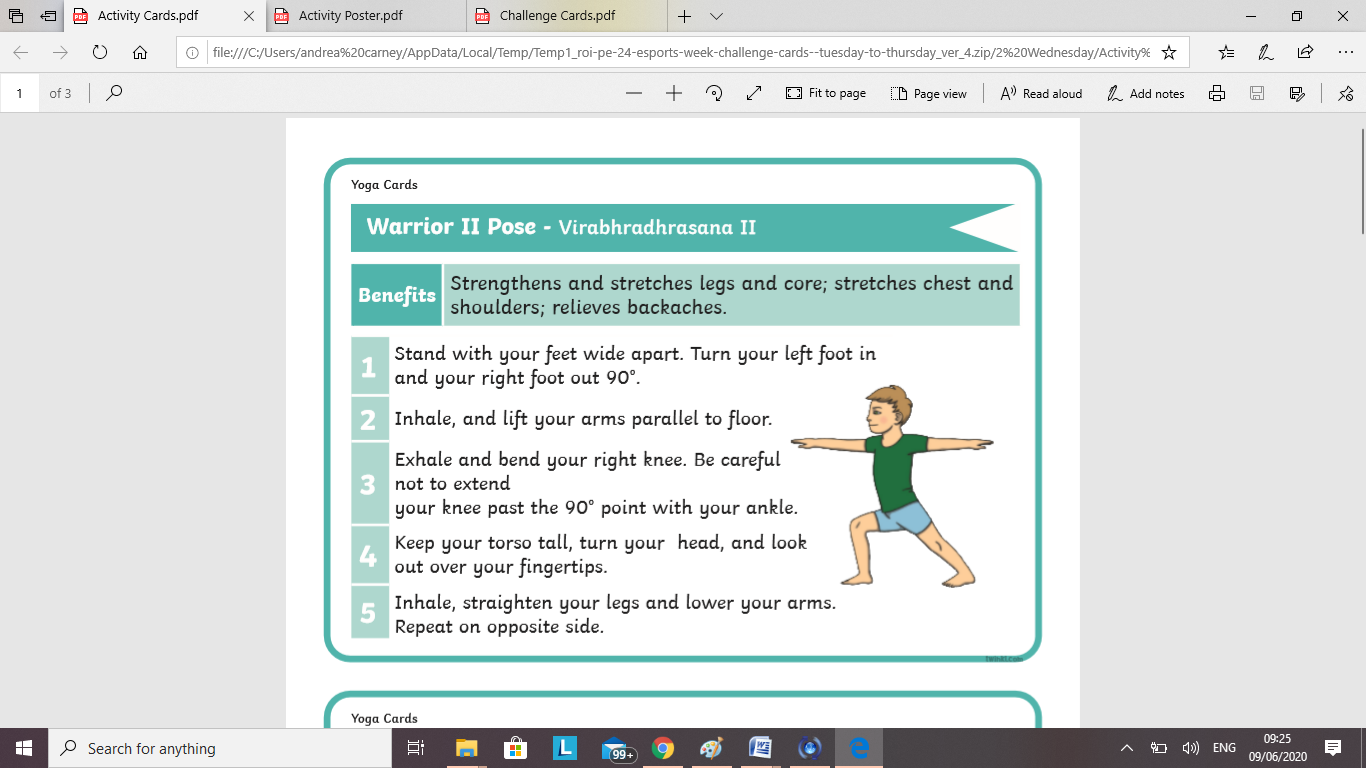 Activity Cards.pdf
Activity Poster.pdf
Challenge Cards.pdf
file:///C:/Users/andrea%20carney/AppData/Local/Temp/Temp1_roi-pe-24-esports-week-challenge-cards--tuesday-to-thursday_ver_4.zip/2%20Wednesday/Activity%
1 of 3
Fit to page
Page view
Read aloud
Add notes
Yoga Cards
Warrior II Pose - Virabhradhrasana II
Benefits
Strengthens and stretches legs and core; stretches chest and
shoulders; relieves backaches.
1
Stand with your feet wide apart. Turn your left foot in
and your right foot out 90°.
2
Inhale, and lift your arms parallel to floor.
3
Exhale and bend your right knee. Be careful
not to extend
your knee past the 90° point with your ankle.
4
Keep your torso tall, turn your  head, and look
out over your fingertips.
5
Inhale, straighten your legs and lower your arms.
Repeat on opposite side.
twinkl.com
Yoga Cards
Search for anything
L
99+
W
ENG
09:25
09/06/2020